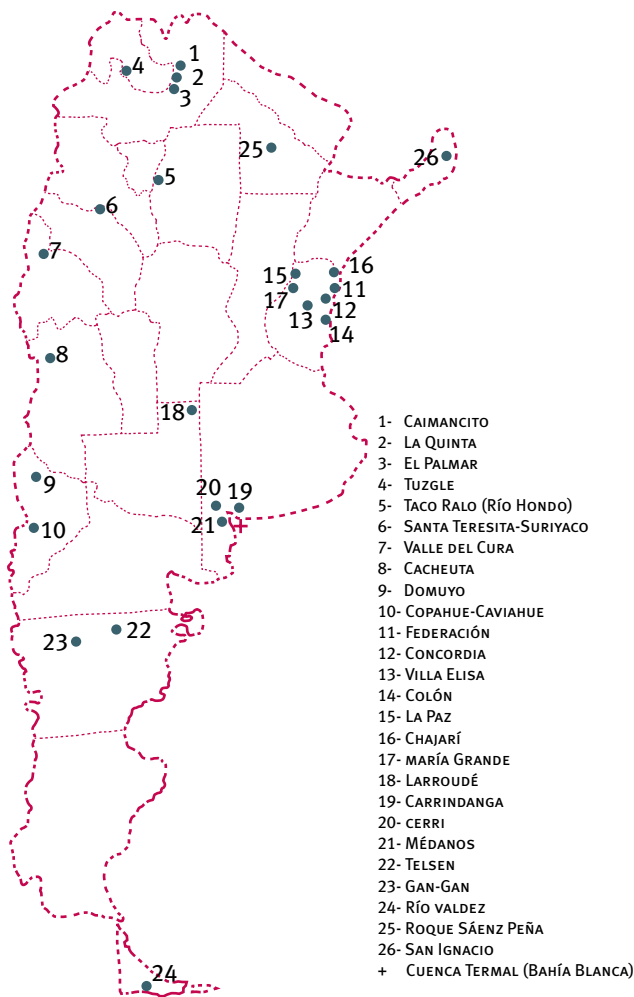 1
4
2
3
25
26
5
6
7
15
16
17
11
13
12
14
8
18
9
20
19
10
21
+
22
23
24
1- Caimancito
2- La Quinta
3- El Palmar
4- Tuzgle
5- Taco Ralo (Río Hondo)
6- Santa Teresita-Suriyaco
7- Valle del Cura
8- Cacheuta
9- Domuyo
10- Copahue-Caviahue
11- Federación
12- Concordia
13- Villa Elisa
14- Colón
15- La Paz
16- Chajarí
17- maría Grande
18- Larroudé
19- Carrindanga
20- cerri
21- Médanos
22- Telsen
23- Gan-Gan
24- Río valdez
25- Roque Sáenz Peña
26- San Ignacio
+ Cuenca Termal (Bahía Blanca)